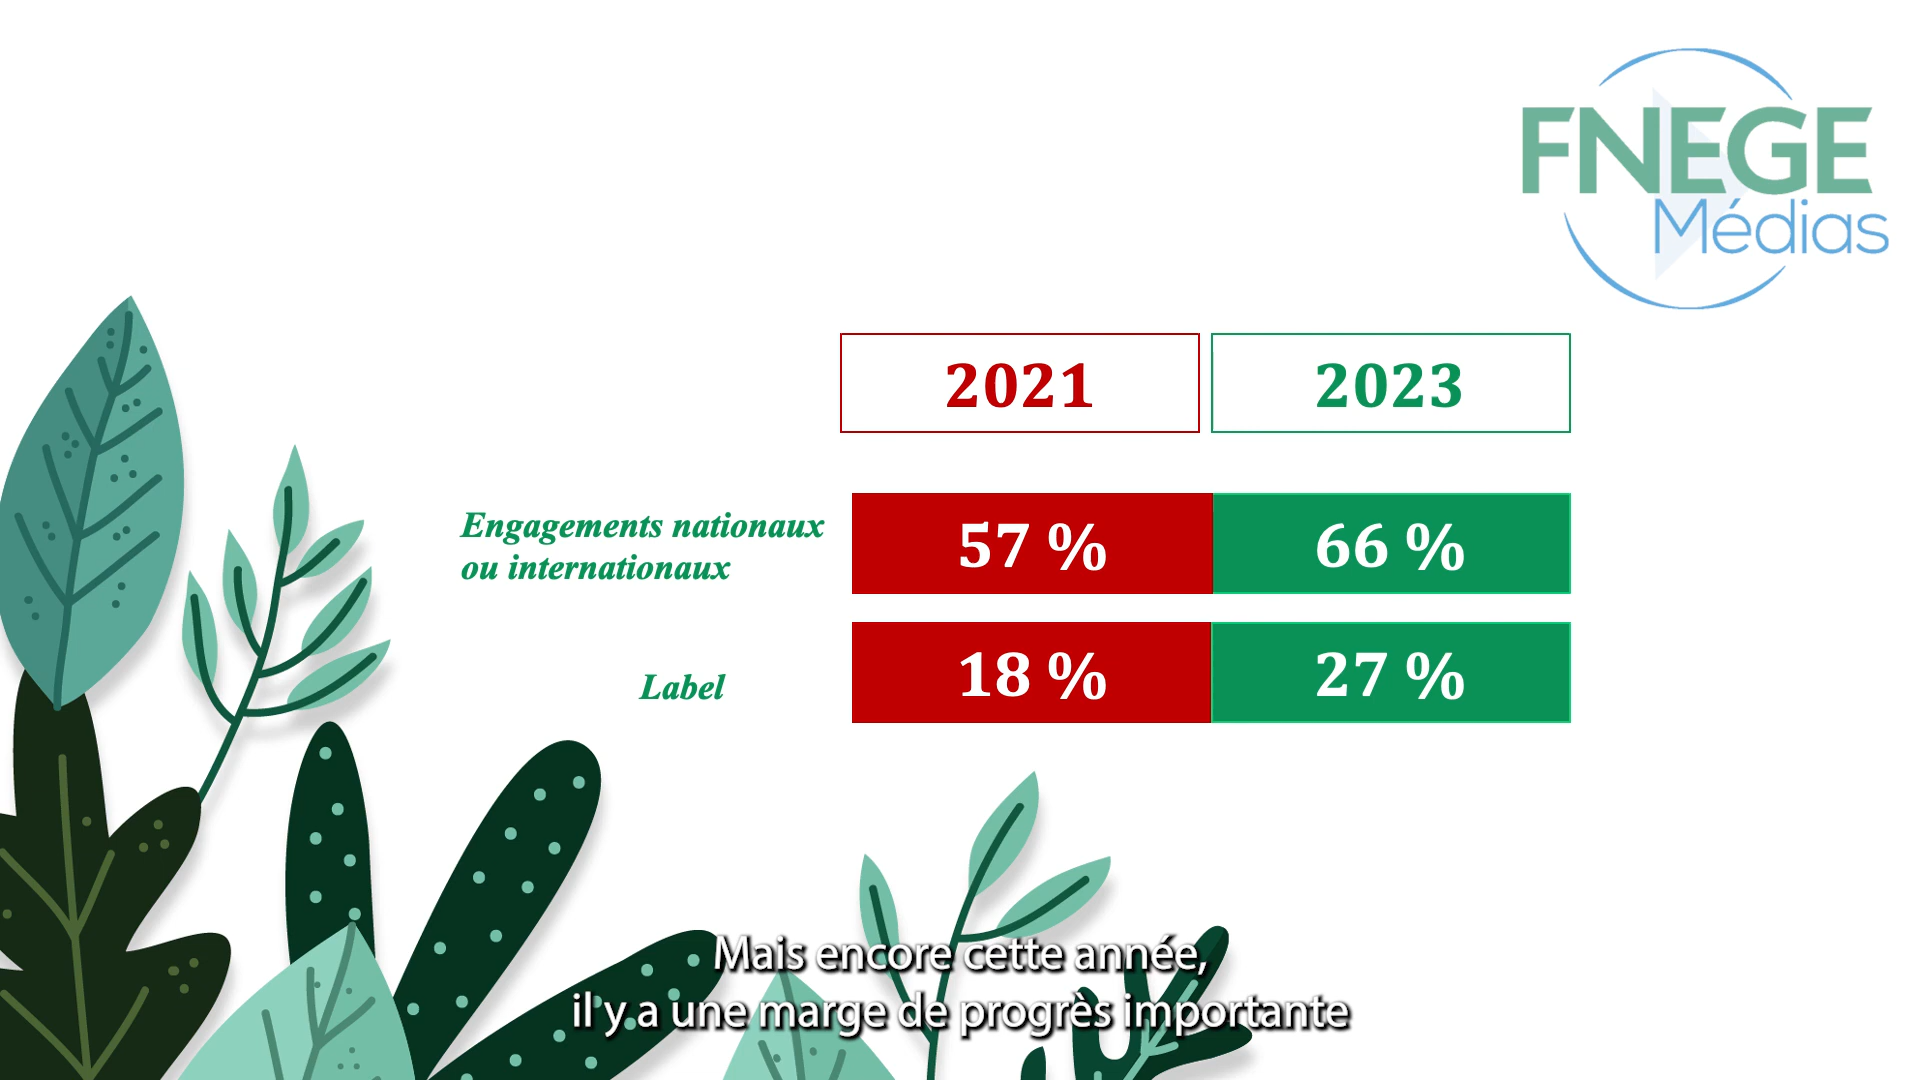 FNEGE
Médias
2021 2023
Engagements nationaux
ou internationaux
57 % 66 %
Label
18 % 27 %
Mais encore cette année,
il y a une marge de progrès importante